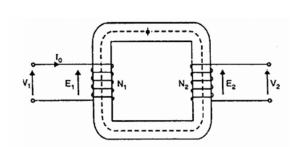 ϕ
I₀
V₁ E₁ N₁ N₂ E₂ V₂